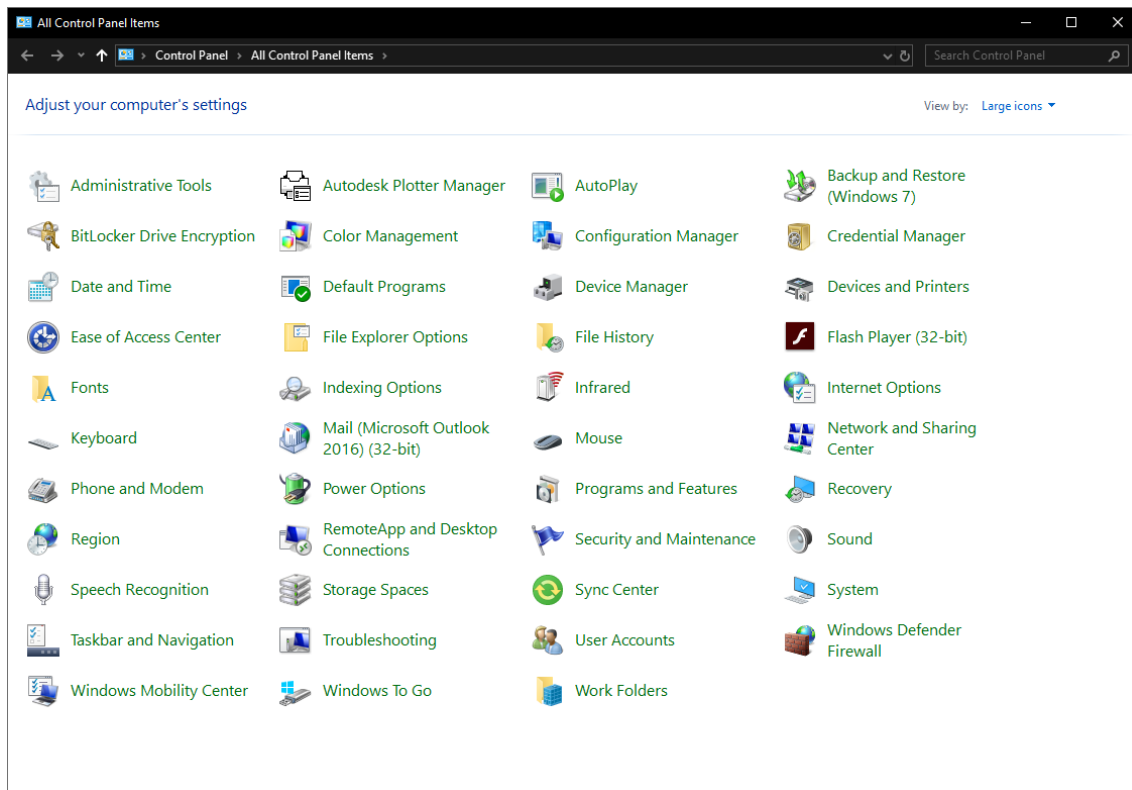 All Control Panel Items
Control Panel > All Control Panel Items >
Search Control Panel
Adjust your computer's settings
View by: Large icons
Administrative Tools
Autodesk Plotter Manager
AutoPlay
Backup and Restore
(Windows 7)
BitLocker Drive Encryption
Color Management
Configuration Manager
Credential Manager
Date and Time
Default Programs
Device Manager
Devices and Printers
Ease of Access Center
File Explorer Options
File History
Flash Player (32-bit)
Fonts
Indexing Options
Infrared
Internet Options
Keyboard
Mail (Microsoft Outlook
2016) (32-bit)
Mouse
Network and Sharing
Center
Phone and Modem
Power Options
Programs and Features
Recovery
Region
RemoteApp and Desktop
Connections
Security and Maintenance
Sound
Speech Recognition
Storage Spaces
Sync Center
System
Taskbar and Navigation
Troubleshooting
User Accounts
Windows Defender
Firewall
Windows Mobility Center
Windows To Go
Work Folders